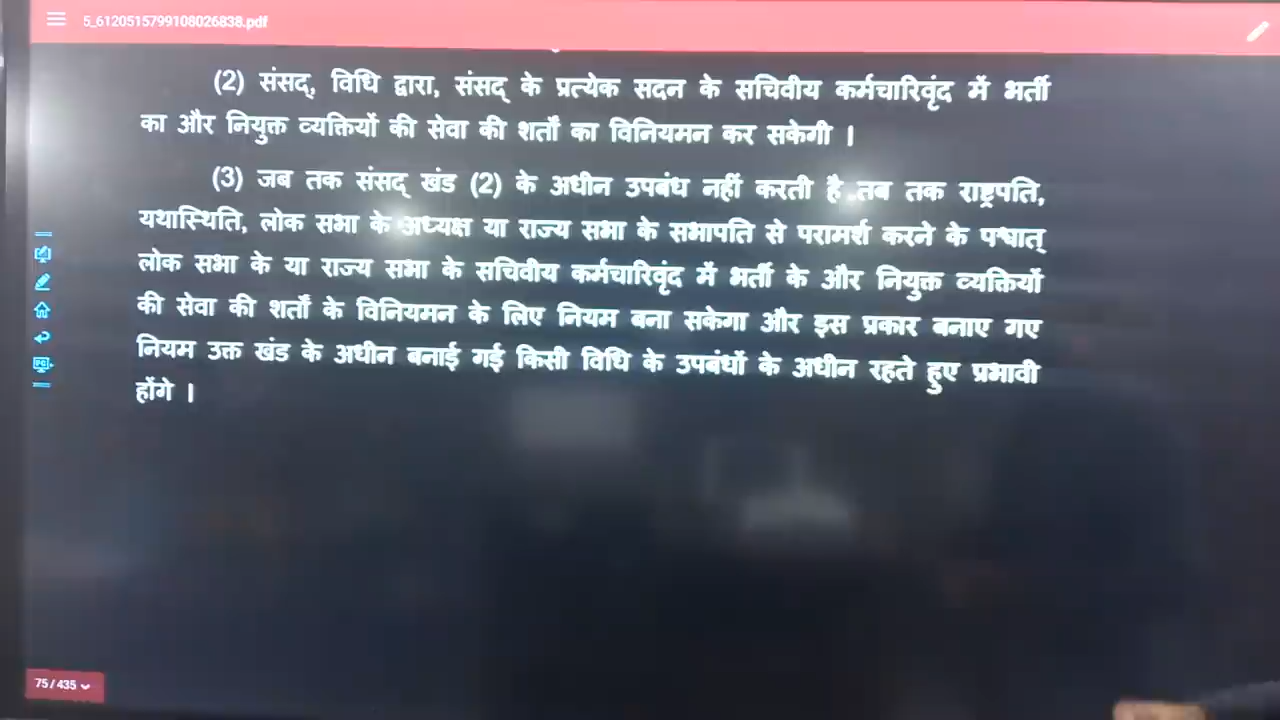 5_6120515799108026838.pdf
(2) संसद्, विधि द्वारा, संसद् के प्रत्येक सदन के सचिवीय कर्मचारिवृंद में भर्ती
का और नियुक्त व्यक्तियों की सेवा की शर्तों का विनियमन कर सकेगी ।
(3) जब तक संसद् खंड (2) के अधीन उपबंध नहीं करती है तब तक राष्ट्रपति,
यथास्थिति, लोक सभा के अध्यक्ष या राज्य सभा के सभापति से परामर्श करने के पश्चात्
लोक सभा के या राज्य सभा के सचिवीय कर्मचारिवृंद में भर्ती के और नियुक्त व्यक्तियों
की सेवा की शर्तों के विनियमन के लिए नियम बना सकेगा और इस प्रकार बनाए गए
नियम उक्त खंड के अधीन बनाई गई किसी विधि के उपबंधों के अधीन रहते हुए प्रभावी
होंगे ।
75 / 435